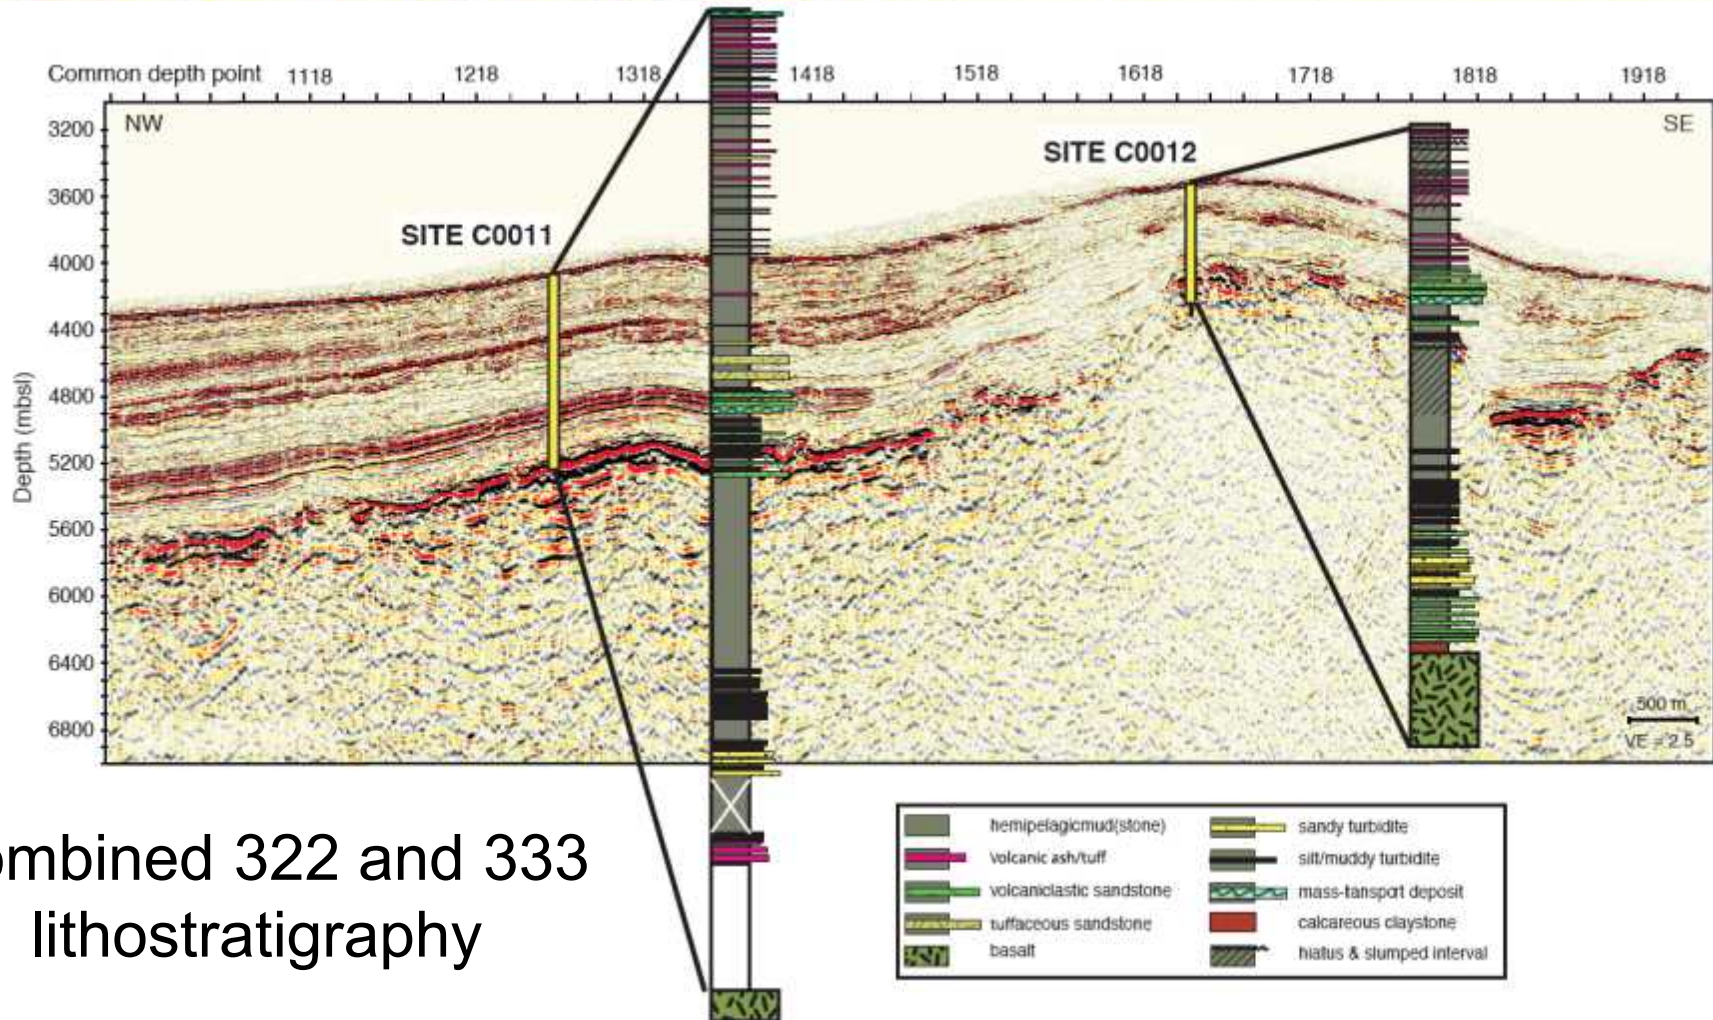 Common depth point 1118 1218 1318 1418 1518 1618 1718 1818 1918
NW
SE
SITE C0012
SITE C0011
Depth (mbsl)
3200
3600
4000
4400
4800
5200
5600
6000
6400
6800
500 m
VE = 2.5
ombined 322 and 333
lithostratigraphy
hemipelagicmud(stone)
Volcanic ash/tuff
volcaniclastic sandstone
tuffaceous sandstone
basalt
sandy turbidite
silt/muddy turbidite
mass-tansport deposit
calcareous claystone
hiatus & slumped interval